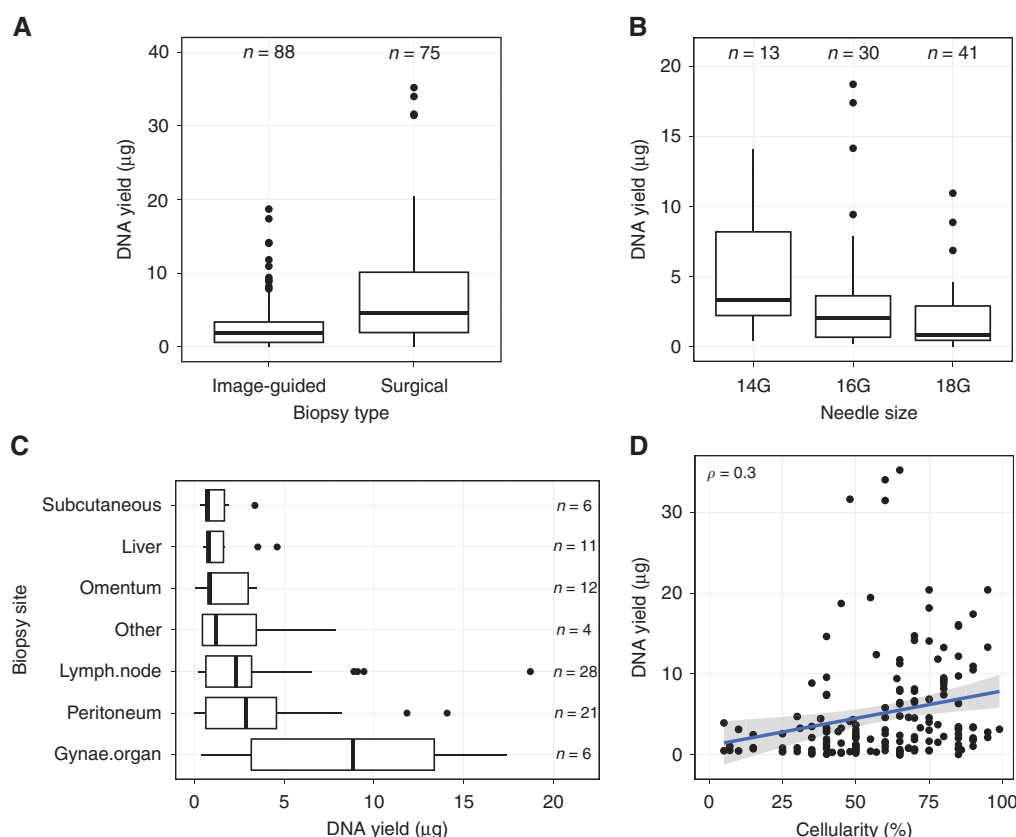 A
n = 88 n = 75
40
30
20
10
0
DNA yield (μg)
Image-guided Surgical
Biopsy type
B
n = 13 n = 30 n = 41
20
15
10
5
0
DNA yield (μg)
14G 16G 18G
Needle size
C
Subcutaneous n = 6
Liver n = 11
Omentum n = 12
Other n = 4
Lymph.node n = 28
Peritoneum n = 21
Gynae.organ n = 6
Biopsy site
0 5 10 15 20
DNA yield (μg)
D
ρ = 0.3
30
20
10
0
DNA yield (μg)
0 25 50 75 100
Cellularity (%)